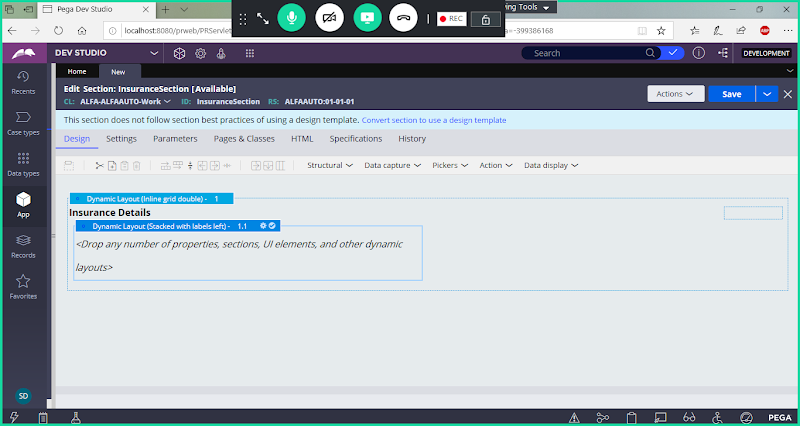 Pega Dev Studio
REC
ving Tools
localhost:8080/prweb/PRServlet
a=-399386168
ABP
DEV STUDIO
Search
DEVELOPMENT
Home
New
Edit Section: InsuranceSection [Available]
CL: ALFA-ALFAAUTO-Work ID: InsuranceSection RS: ALFAAUTO:01-01-01
Actions
Save
This section does not follow section best practices of using a design template. Convert section to use a design template
Design Settings Parameters Pages & Classes HTML Specifications History
Structural Data capture Pickers Action Data display
Dynamic Layout (Inline grid double) - 1
Insurance Details
Dynamic Layout (Stacked with labels left) - 1.1
<Drop any number of properties, sections, UI elements, and other dynamic
layouts>
Recents
Case types
Data types
App
Records
Favorites
SD
PEGA